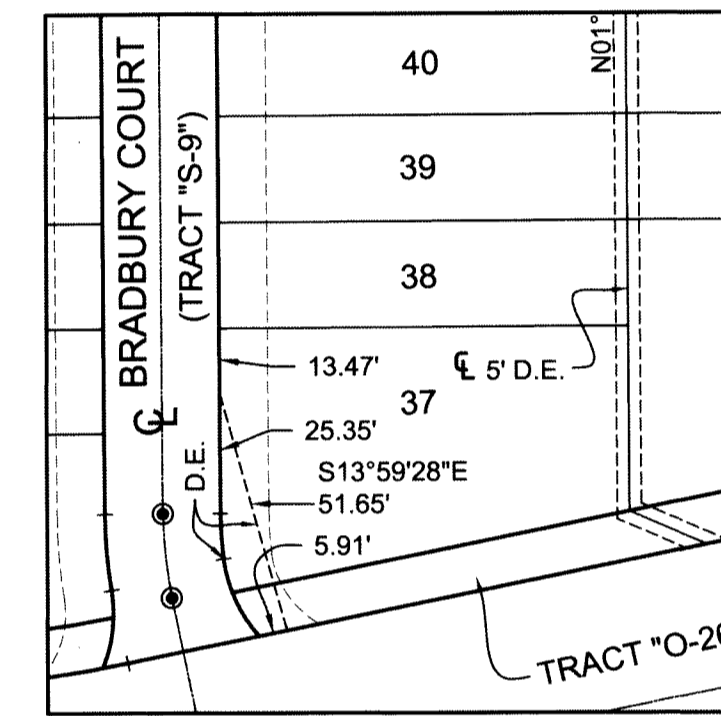 40
N01°
BRADBURY COURT
(TRACT "S-9")
39
38
13.47'
℄ 5' D.E.
37
℄
25.35'
D.E.
S13°59'28"E
51.65'
5.91'
TRACT "O-26